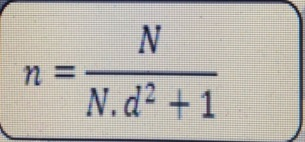 n = N / N. d² + 1